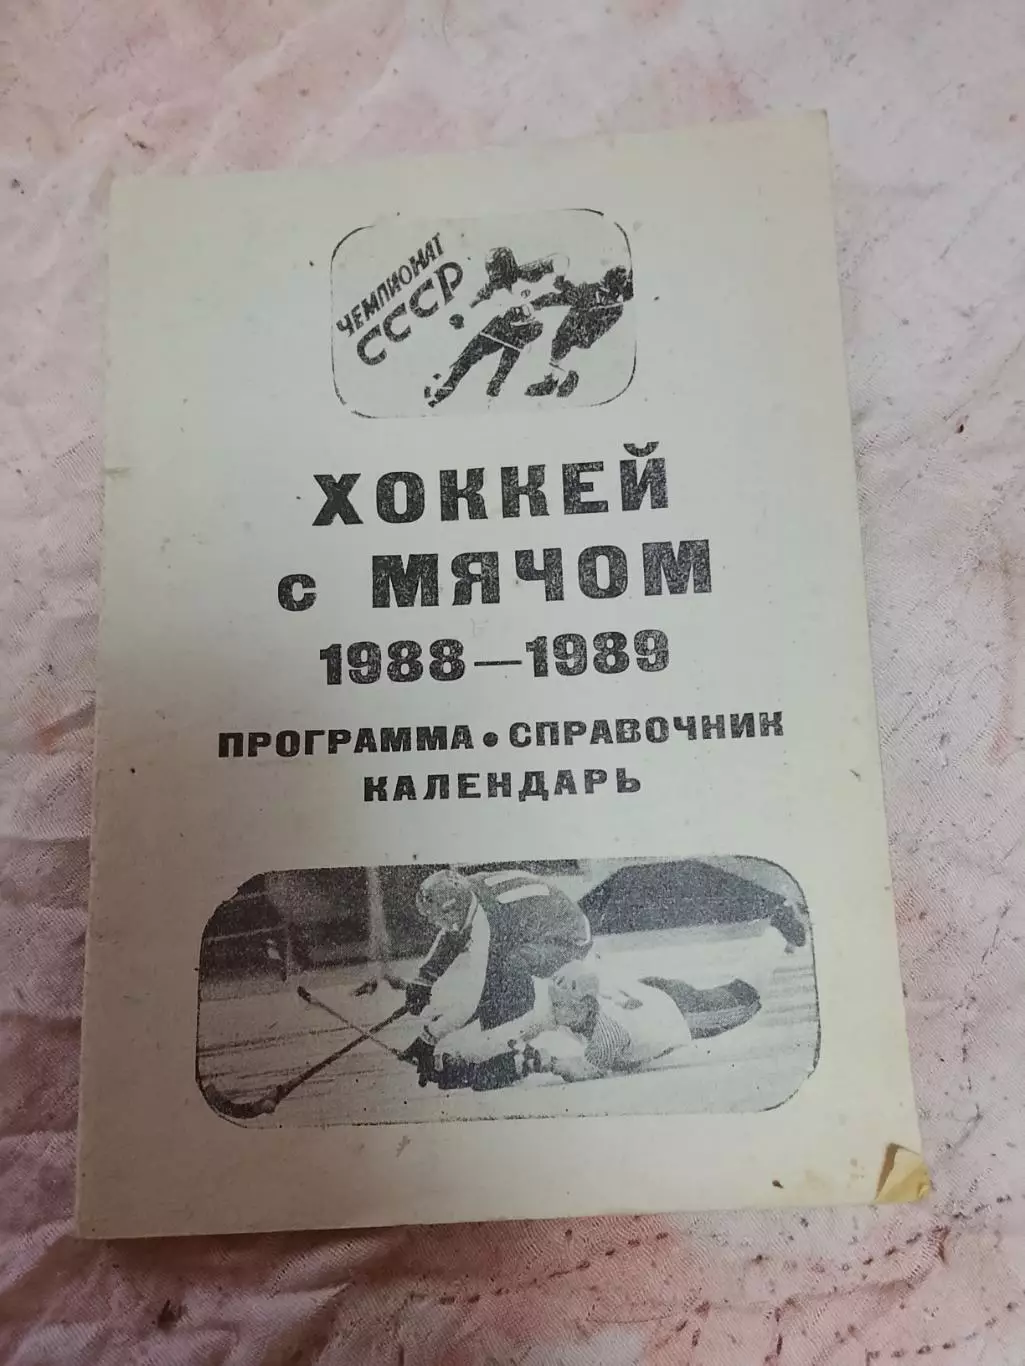 ЧЕМПИОНАТ
СССР
ХОККЕЙ
с МЯЧОМ
1988—1989
ПРОГРАММА • СПРАВОЧНИК
КАЛЕНДАРЬ